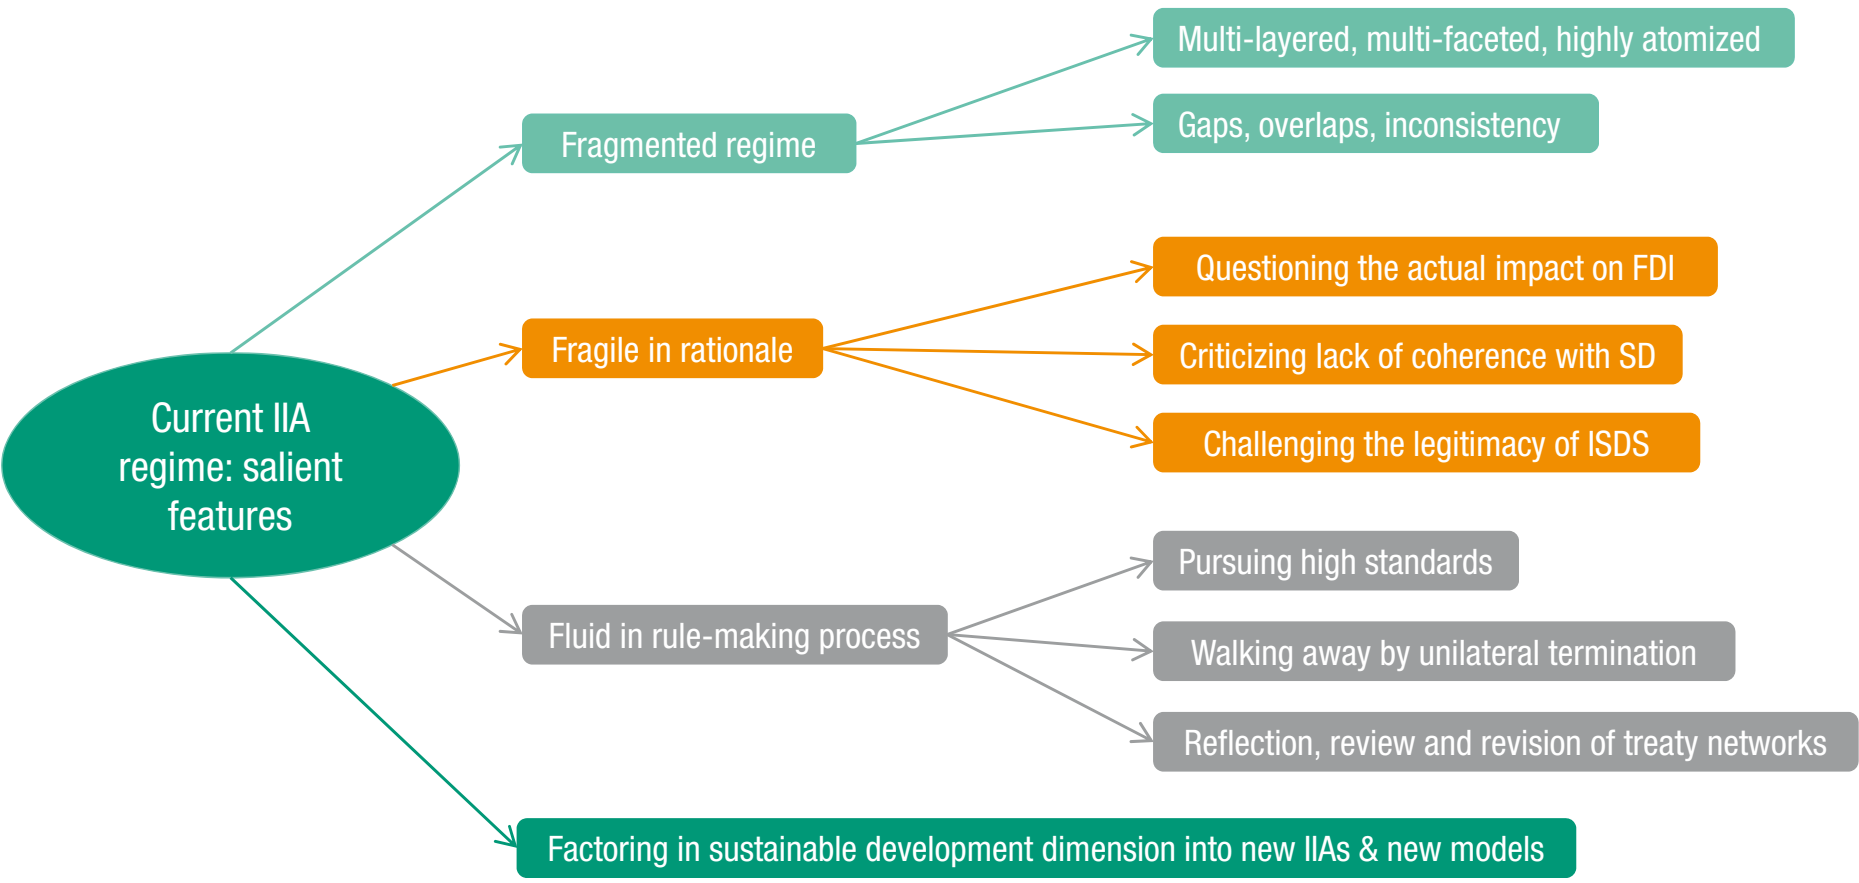 Multi-layered, multi-faceted, highly atomized
Gaps, overlaps, inconsistency
Fragmented regime
Questioning the actual impact on FDI
Fragile in rationale
Criticizing lack of coherence with SD
Challenging the legitimacy of ISDS
Current IIA
regime: salient
features
Pursuing high standards
Fluid in rule-making process
Walking away by unilateral termination
Reflection, review and revision of treaty networks
Factoring in sustainable development dimension into new IIAs & new models